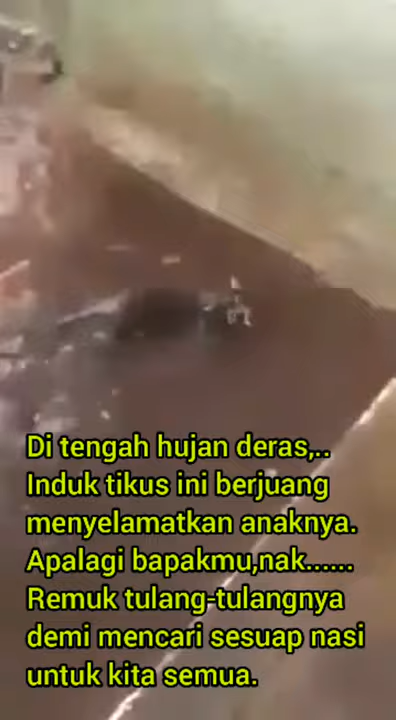 Di tengah hujan deras,..
Induk tikus ini berjuang
menyelamatkan anaknya.
Apalagi bapakmu,nak......
Remuk tulang-tulangnya
demi mencari sesuap nasi
untuk kita semua.